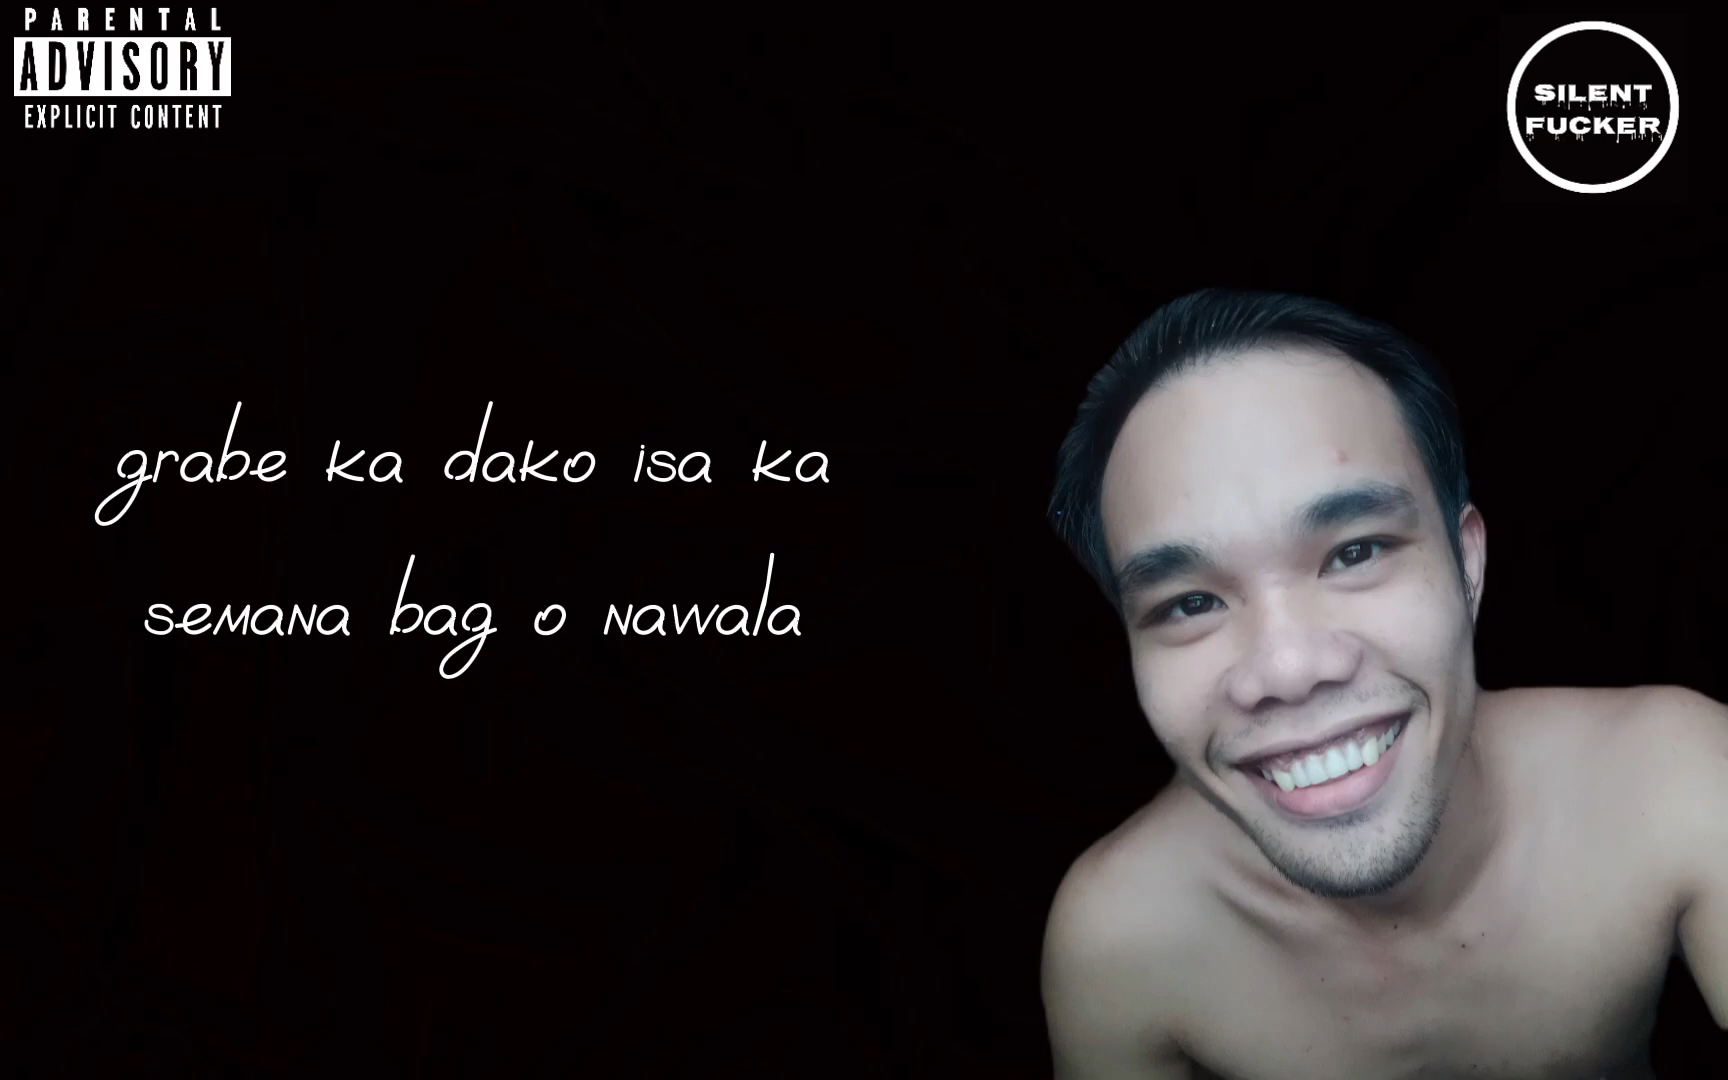 PARENTAL
ADVISORY
EXPLICIT CONTENT
SILENT
FUCKER
grabe ka dako isa ka
semana bag o nawala